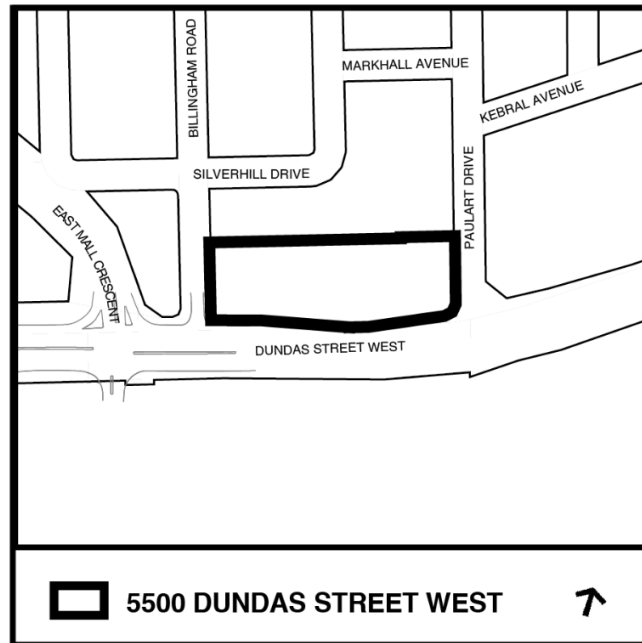 BILLINGHAM ROAD
MARKHALL AVENUE
KEBRAL AVENUE
SILVERHILL DRIVE
PAULART DRIVE
EAST MALL CRESCENT
DUNDAS STREET WEST
5500 DUNDAS STREET WEST